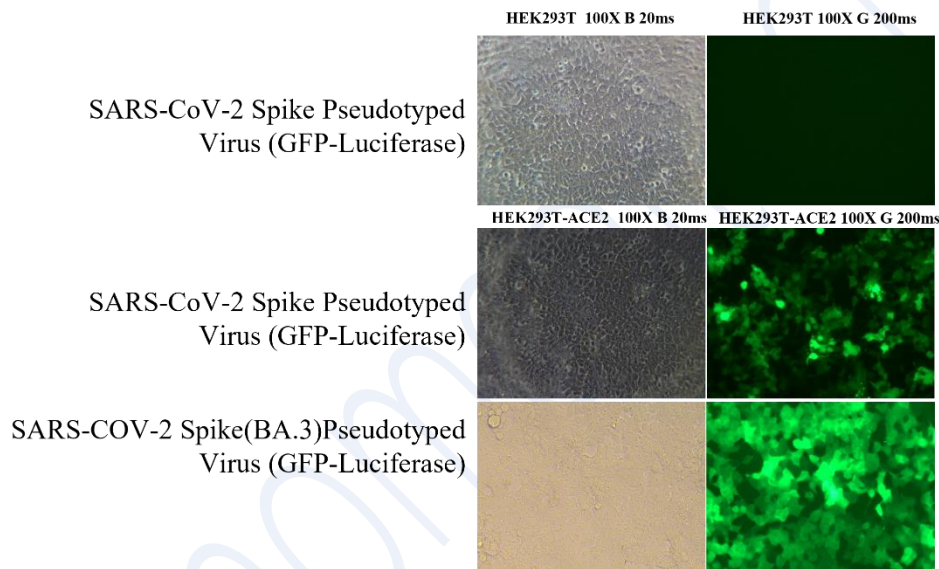 HEK293T 100X B 20ms
HEK293T 100X G 200ms
SARS-CoV-2 Spike Pseudotyped
Virus (GFP-Luciferase)
HEK293T-ACE2 100X B 20ms
HEK293T-ACE2 100X G 200ms
SARS-CoV-2 Spike Pseudotyped
Virus (GFP-Luciferase)
SARS-COV-2 Spike(BA.3)Pseudotyped
Virus (GFP-Luciferase)